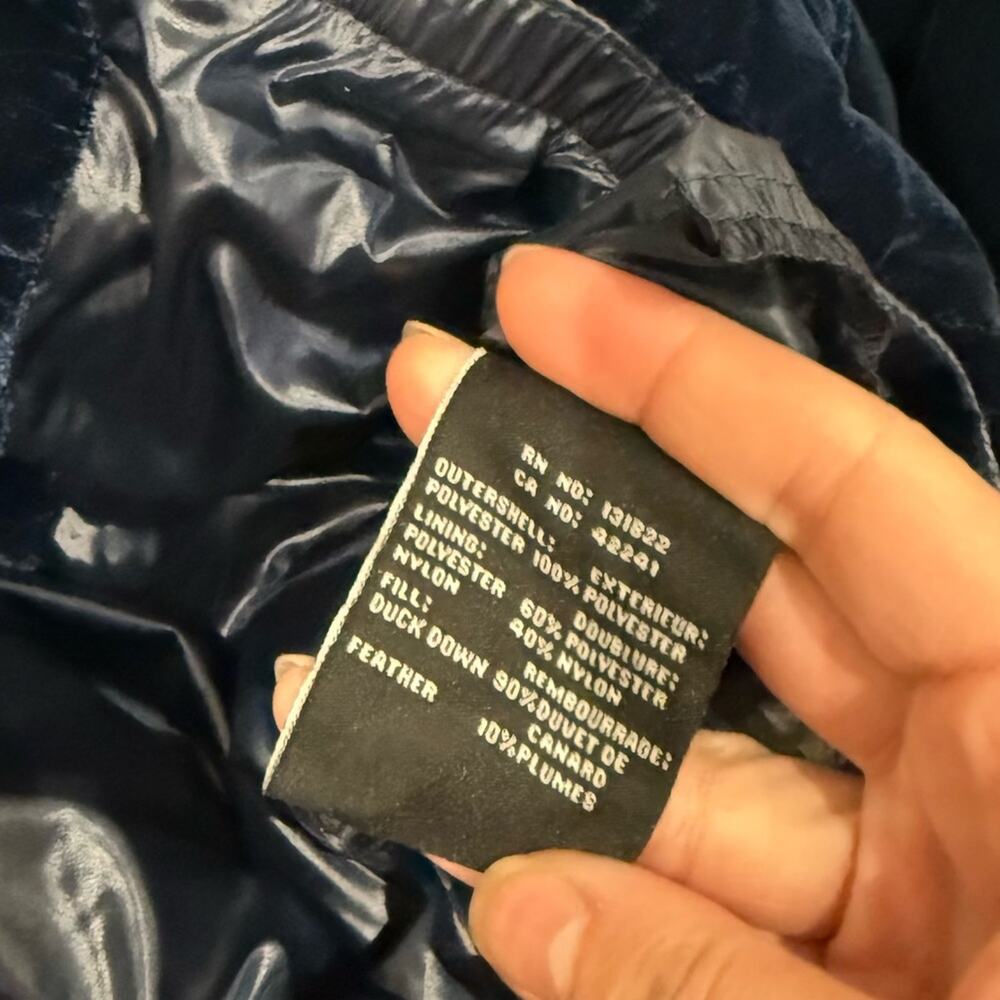 RN NO: 131822
CA NO: 42241
OUTERSHELL: EXTERIEUR:
POLYESTER 100% POLYESTER
LINING: DOUBLURE:
POLYESTER 60% POLYESTER
NYLON 40% NYLON
FILL: REMBOURRAGE:
DUCK DOWN 90% DUVET DE
CANARD
FEATHER 10% PLUMES